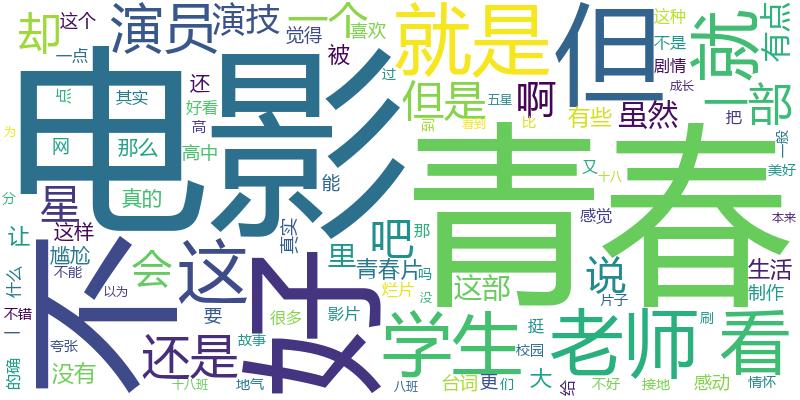 却
这个
演员
演技
一个
喜欢
觉得
就是
但
这种
不是
剧情
成长
就
有点
一部
一点
电影
还
被
过
但是
五星
啊
有些
虽然
把
一般
为
其实
好看
高
网
那么
高中
看到
比
青春
又
十八
美好
能
分
星
真的
感觉
本来
让
这样
尴尬
真实
里
吧
那
青春片
吗
没
不
会
这
好
说
这部
生活
制作
片子
什么
不能
以为
要
很多
影片
烂片
不错
一
夸张
还是
故事
学生
挺
校园
老师
刷
看
的确
没有
十八班
地气
八班
台词
更
们
大
给
不好
接地
感动
情怀